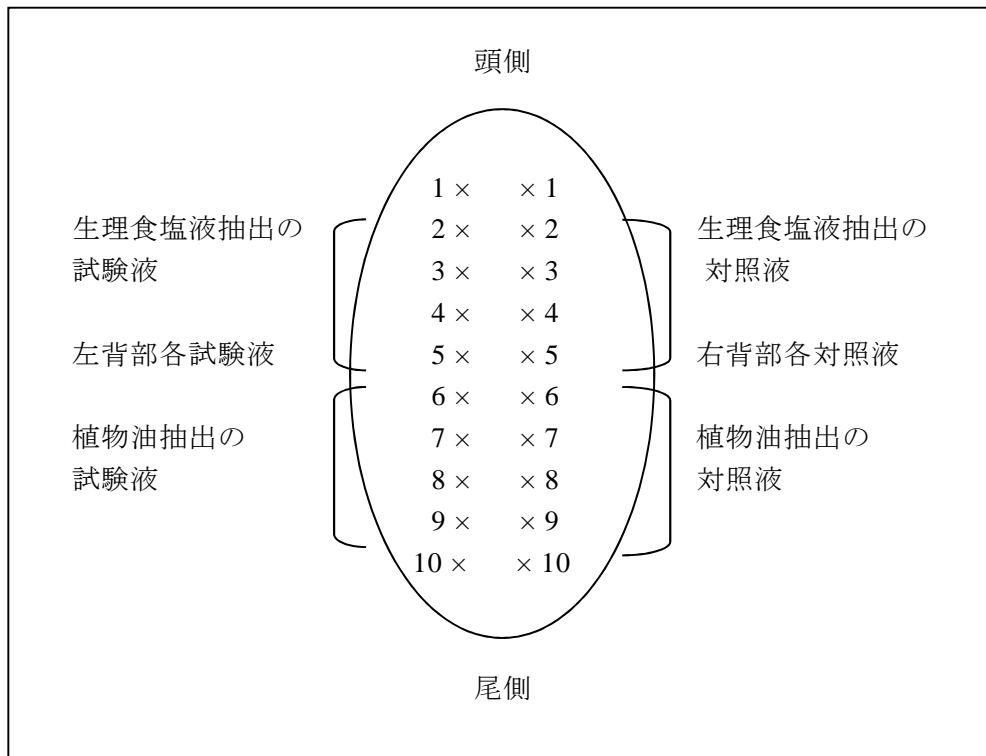 頭側
1 × × 1
生理食塩液抽出の 2 × × 2 生理食塩液抽出の
試験液 3 × × 3 対照液
4 × × 4
左背部各試験液 5 × × 5 右背部各対照液
6 × × 6
植物油抽出の 7 × × 7 植物油抽出の
試験液 8 × × 8 対照液
9 × × 9
10 × × 10
尾側